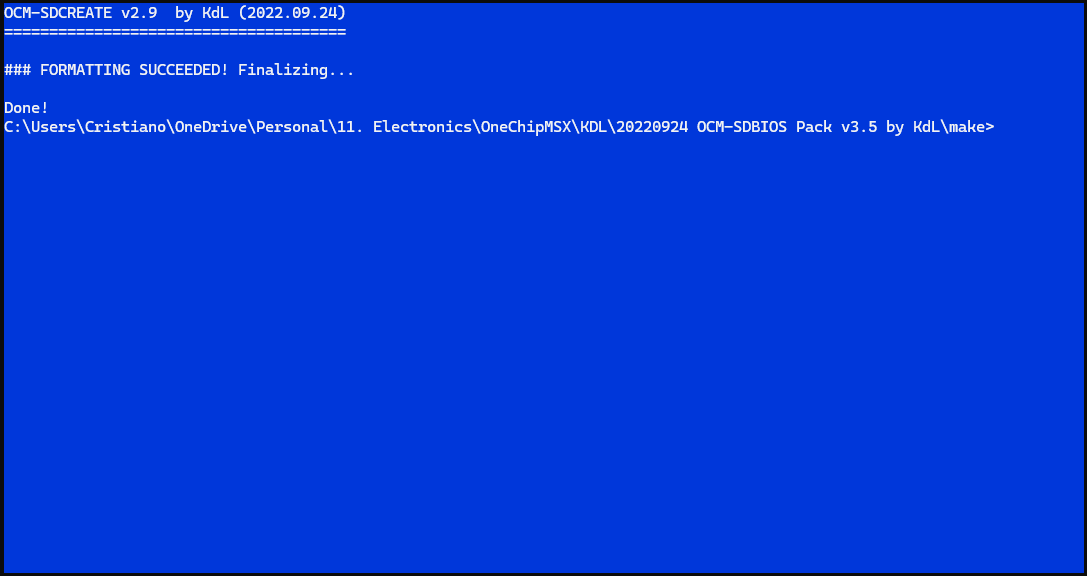 OCM-SDCREATE v2.9  by KdL (2022.09.24)
======================================
### FORMATTING SUCCEEDED! Finalizing...
Done!
C:\Users\Cristiano\OneDrive\Personal\11. Electronics\OneChipMSX\KDL\20220924 OCM-SDBIOS Pack v3.5 by KdL\make>